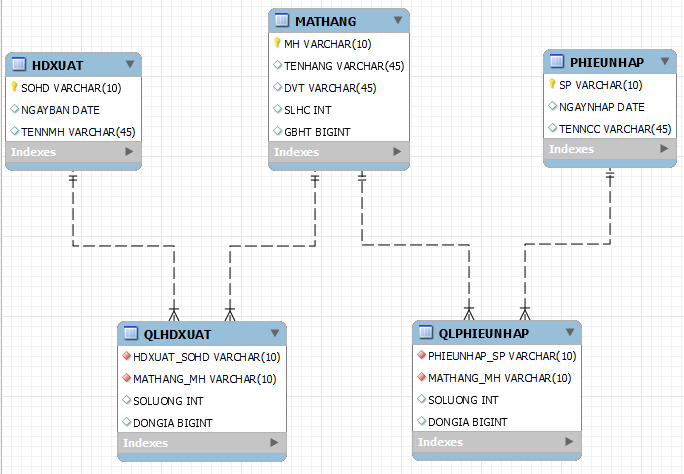 HDXUAT
SOHD VARCHAR(10)
NGAYBAN DATE
TENNMH VARCHAR(45)
Indexes
MATHANG
MH VARCHAR(10)
TENHANG VARCHAR(45)
DVT VARCHAR(45)
SLHC INT
GBHT BIGINT
Indexes
PHIEUNHAP
SP VARCHAR(10)
NGAYNHAP DATE
TENNCC VARCHAR(45)
Indexes
QLHDXUAT
HDXUAT_SOHD VARCHAR(10)
MATHANG_MH VARCHAR(10)
SOLUONG INT
DONGIA BIGINT
Indexes
QLPHIEUNHAP
PHIEUNHAP_SP VARCHAR(10)
MATHANG_MH VARCHAR(10)
SOLUONG INT
DONGIA BIGINT
Indexes